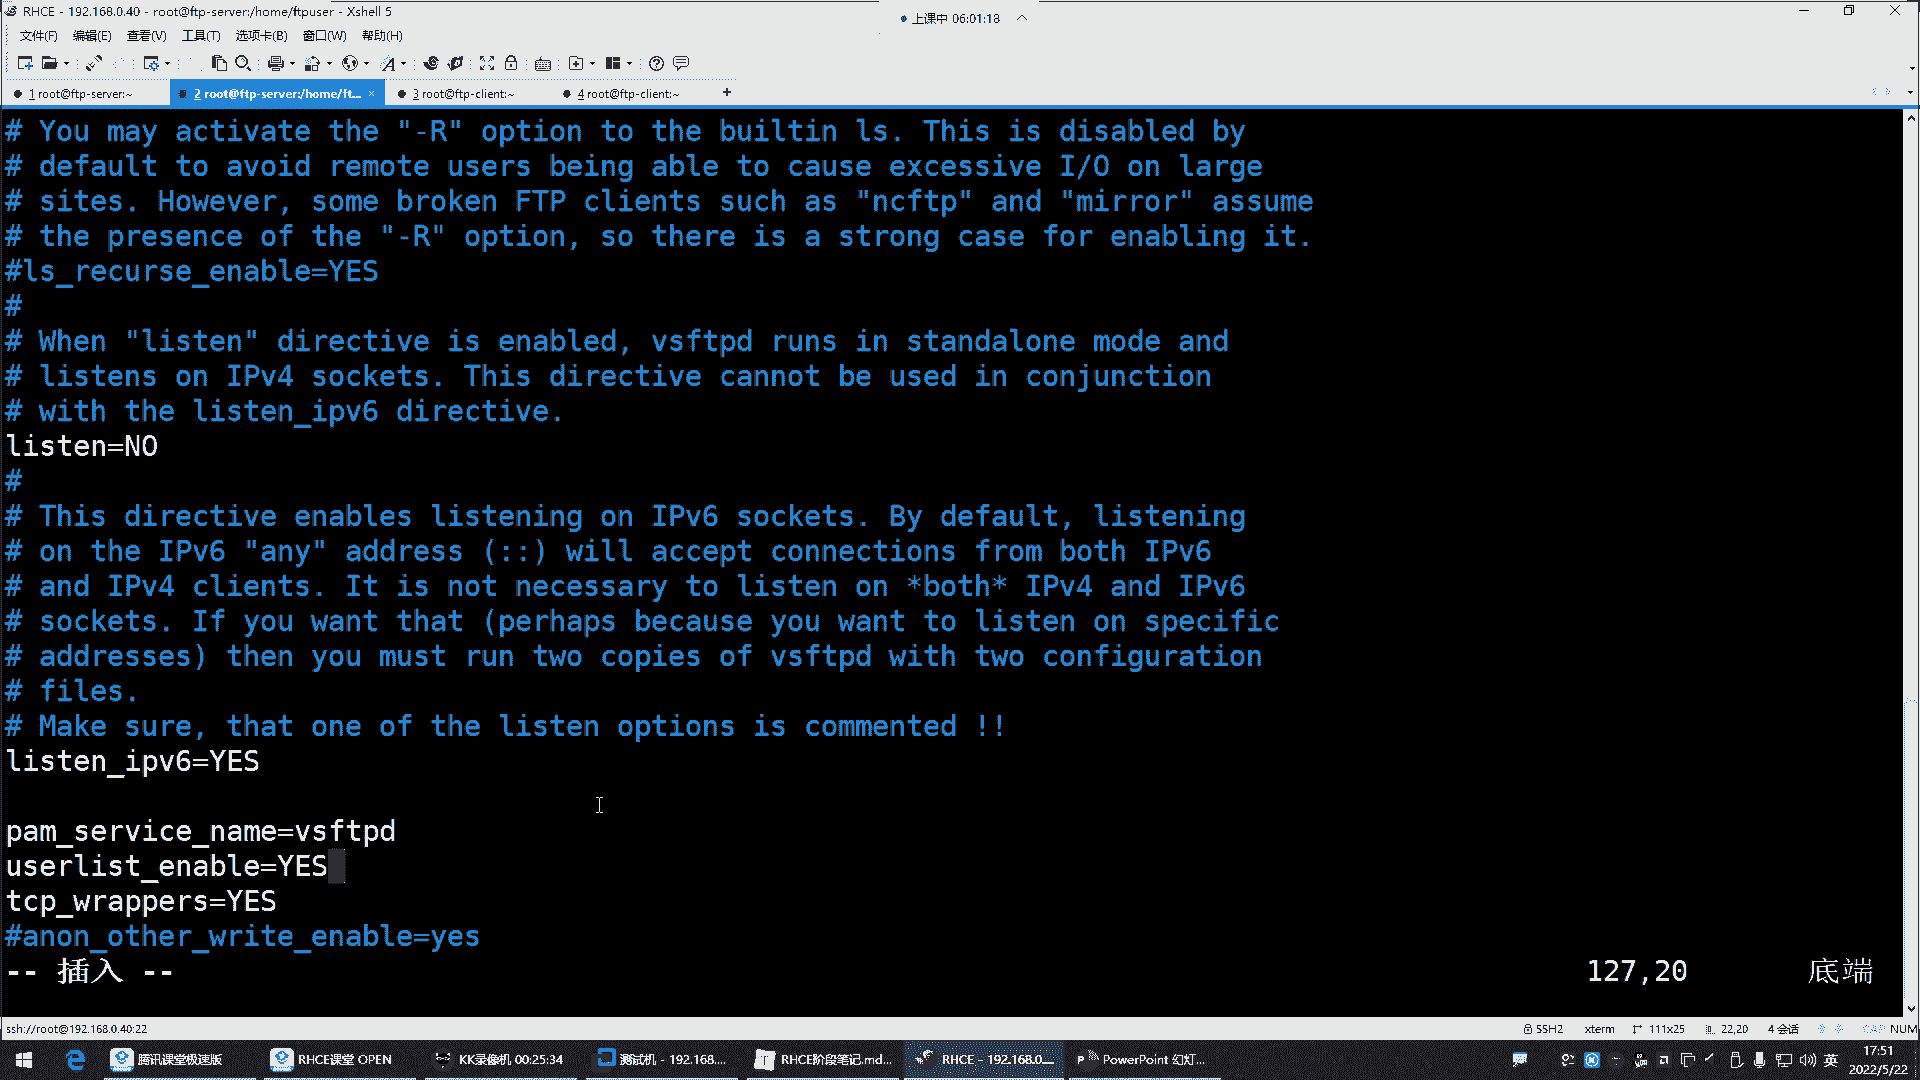 RHCE - 192.168.0.40 - root@ftp-server:/home/ftpuser - Xshell 5
上课中 06:01:18
文件(F) 编辑(E) 查看(V) 工具(T) 选项卡(B) 窗口(W) 帮助(H)
1 root@ftp-server:~ 2 root@ftp-server:/home/ft... × 3 root@ftp-client:~ 4 root@ftp-client:~ +
# You may activate the "-R" option to the builtin ls. This is disabled by
# default to avoid remote users being able to cause excessive I/O on large
# sites. However, some broken FTP clients such as "ncftp" and "mirror" assume
# the presence of the "-R" option, so there is a strong case for enabling it.
#ls_recurse_enable=YES
#
# When "listen" directive is enabled, vsftpd runs in standalone mode and
# listens on IPv4 sockets. This directive cannot be used in conjunction
# with the listen_ipv6 directive.
listen=NO
#
# This directive enables listening on IPv6 sockets. By default, listening
# on the IPv6 "any" address (::) will accept connections from both IPv6
# and IPv4 clients. It is not necessary to listen on *both* IPv4 and IPv6
# sockets. If you want that (perhaps because you want to listen on specific
# addresses) then you must run two copies of vsftpd with two configuration
# files.
# Make sure, that one of the listen options is commented !!
listen_ipv6=YES
pam_service_name=vsftpd
userlist_enable=YES
tcp_wrappers=YES
#anon_other_write_enable=yes
-- 插入 -- 127,20 底端
ssh://root@192.168.0.40:22 SSH2 xterm 111x25 22,20 4 会话 CAP NUM
腾讯课堂极速版 RHCE课堂 OPEN KK录像机 00:25:34 测试机 - 192.168.... RHCE阶段笔记.md... RHCE - 192.168.0.... PowerPoint 幻灯... 英 17:51
2022/5/22